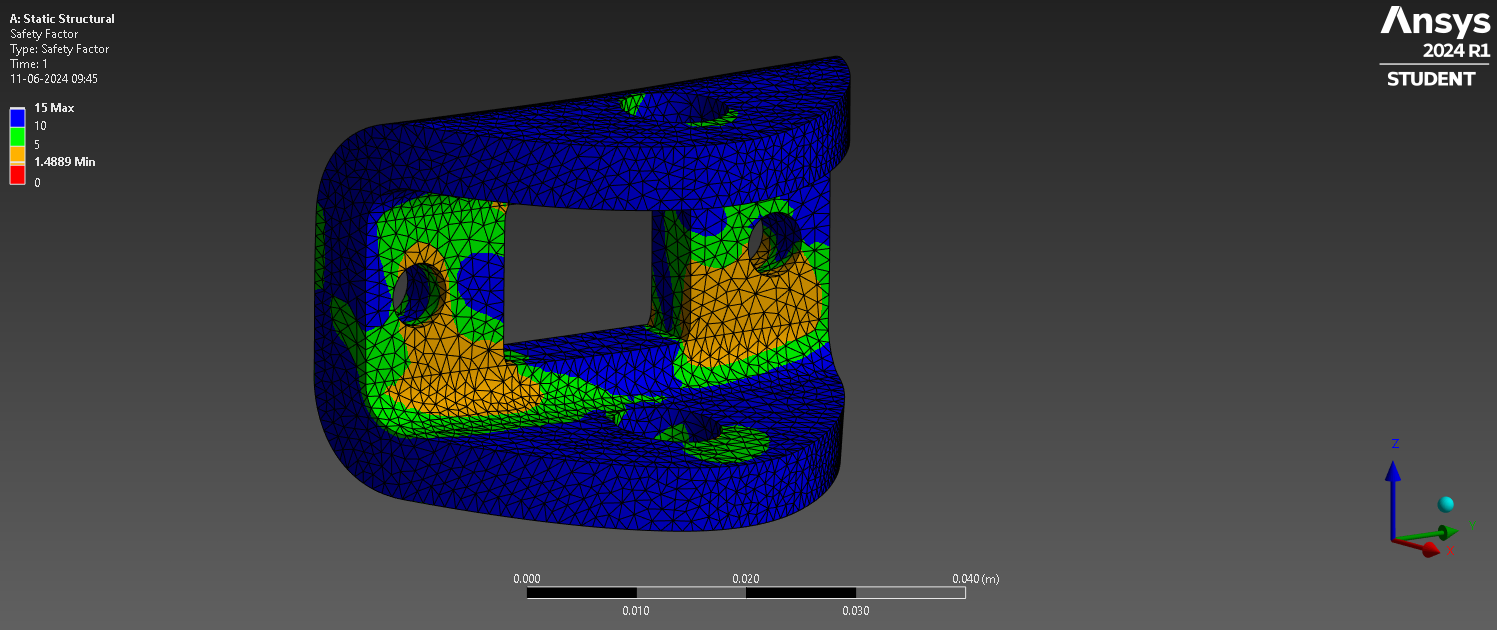 A: Static Structural
Safety Factor
Type: Safety Factor
Time: 1
11-06-2024 09:45
15 Max
10
5
1.4889 Min
0
Ansys
2024 R1
STUDENT
Z
Y
X
0.000
0.020
0.040 (m)
0.010
0.030